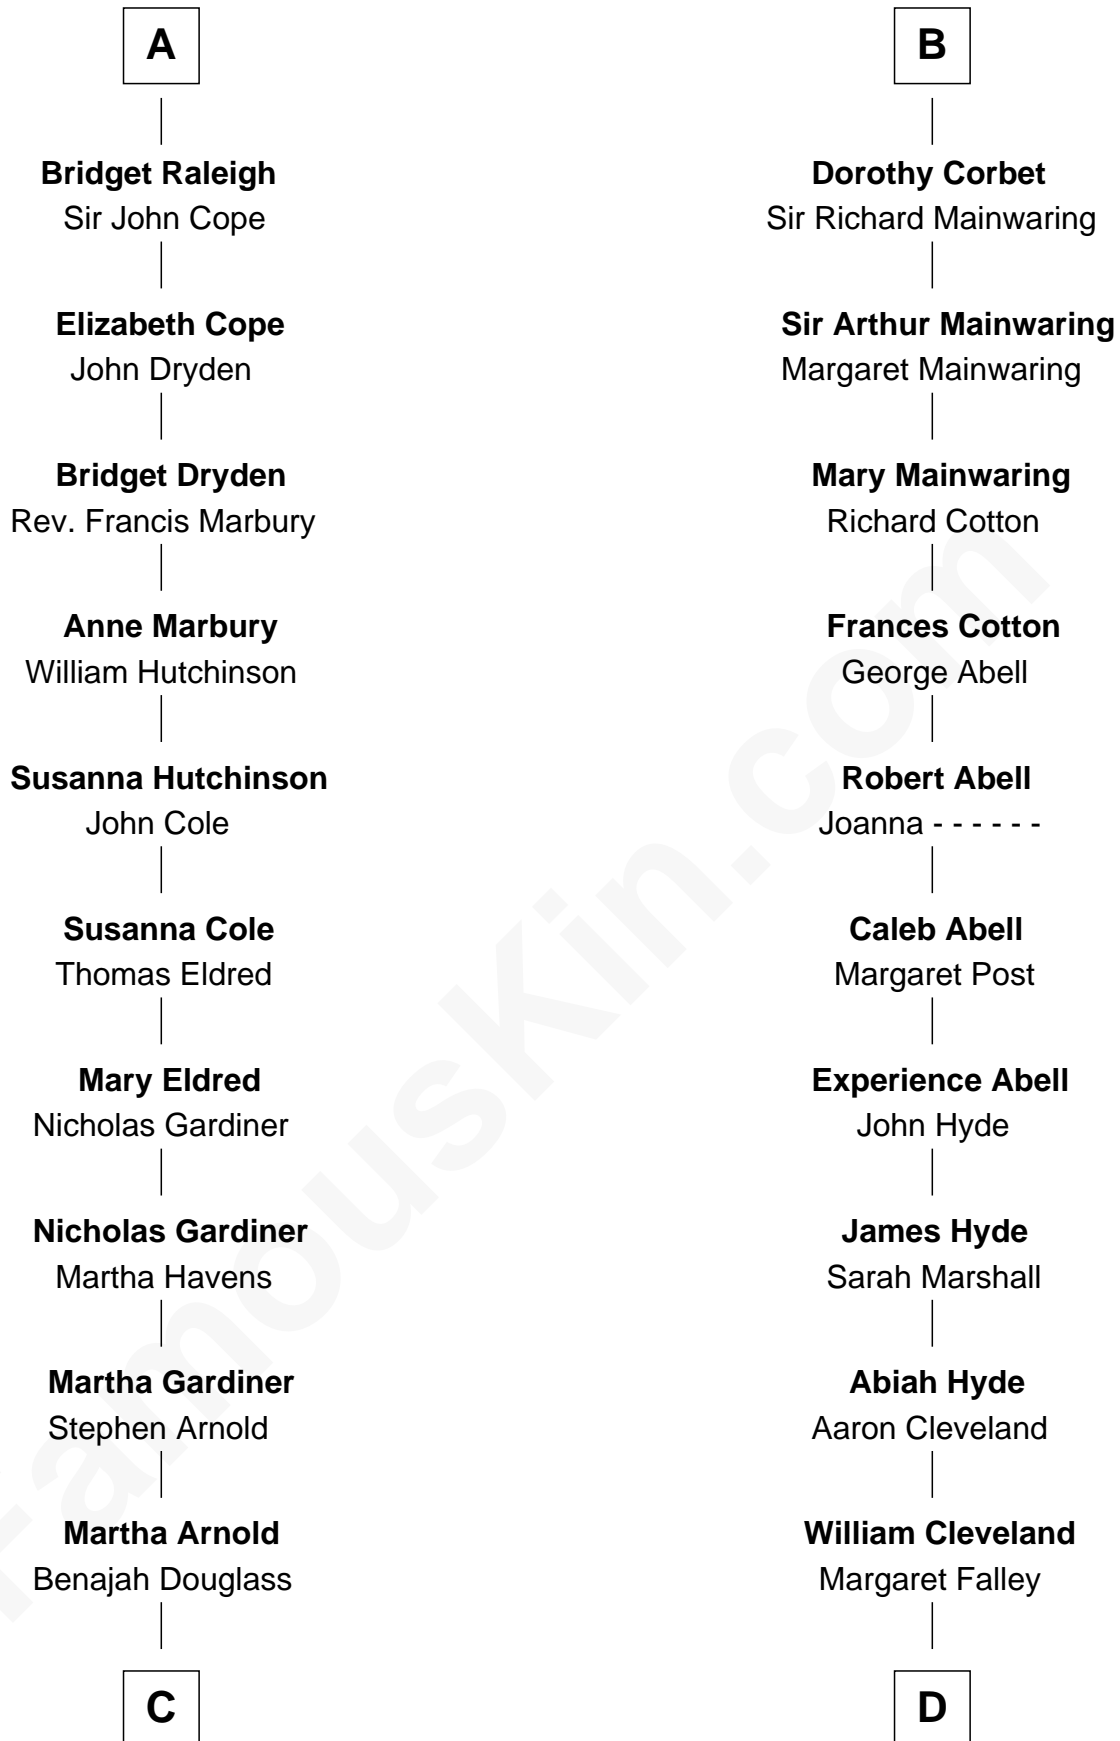 A
Bridget Raleigh
Sir John Cope
Elizabeth Cope
John Dryden
Bridget Dryden
Rev. Francis Marbury
Anne Marbury
William Hutchinson
Susanna Hutchinson
John Cole
Susanna Cole
Thomas Eldred
Mary Eldred
Nicholas Gardiner
Nicholas Gardiner
Martha Havens
Martha Gardiner
Stephen Arnold
Martha Arnold
Benajah Douglass
C
B
Dorothy Corbet
Sir Richard Mainwaring
Sir Arthur Mainwaring
Margaret Mainwaring
Mary Mainwaring
Richard Cotton
Frances Cotton
George Abell
Robert Abell
Joanna - - - - - -
Caleb Abell
Margaret Post
Experience Abell
John Hyde
James Hyde
Sarah Marshall
Abiah Hyde
Aaron Cleveland
William Cleveland
Margaret Falley
D
FamousKin.com